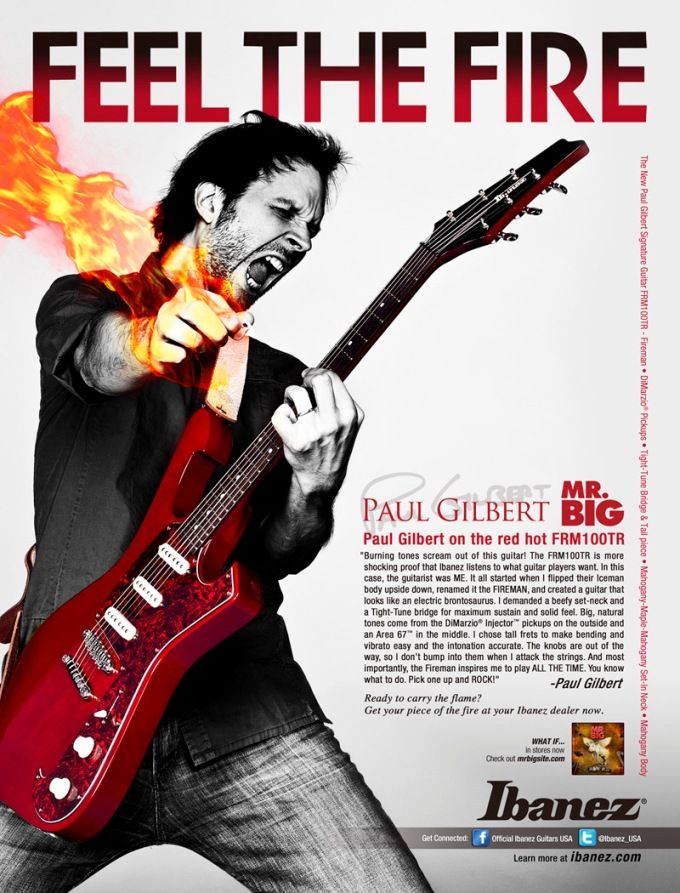 FEEL THE FIRE
Ibanez
The New Paul Gilbert Signature Guitar FRM100TR - Fireman • DiMarzio® Pickups • Tight-Tune Bridge & Tail piece • Mahogany-Maple-Mahogany Set-In Neck • Mahogany Body
PAUL GILBERT
MR.
BIG
Paul Gilbert on the red hot FRM100TR
"Burning tones scream out of this guitar! The FRM100TR is more
shocking proof that Ibanez listens to what guitar players want. In this
case, the guitarist was ME. It all started when I flipped their Iceman
body upside down, renamed it the FIREMAN, and created a guitar that
looks like an electric brontosaurus. I demanded a beefy set-neck and
a Tight-Tune bridge for maximum sustain and solid feel. Big, natural
tones come from the DiMarzio® Injector™ pickups on the outside and
an Area 67™ in the middle. I chose tall frets to make bending and
vibrato easy and the intonation accurate. The knobs are out of the
way, so I don't bump into them when I attack the strings. And most
importantly, the Fireman inspires me to play ALL THE TIME. You know
what to do. Pick one up and ROCK!"
-Paul Gilbert
Ready to carry the flame?
Get your piece of the fire at your Ibanez dealer now.
WHAT IF...
In stores now
Check out mrbigsite.com
MR.
BIG
Ibanez®
Get Connected: f Official Ibanez Guitars USA t @Ibanez_USA
Learn more at ibanez.com